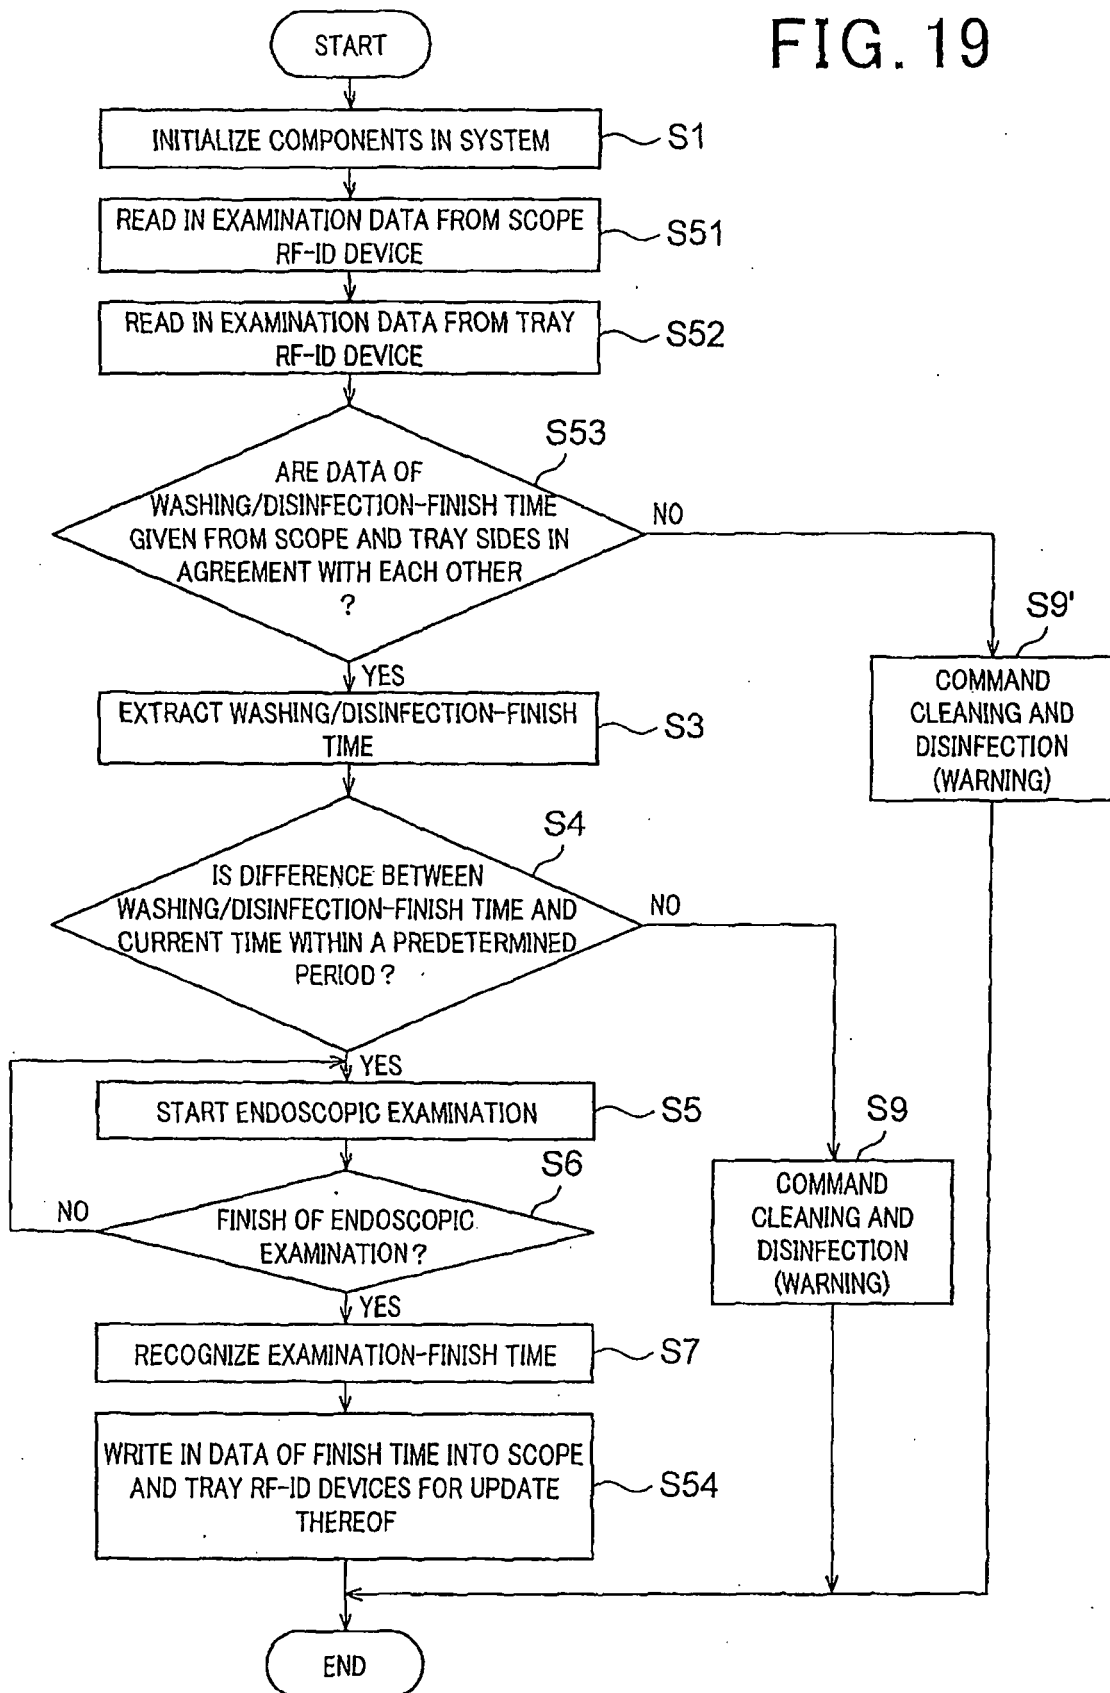 FIG. 19
START
INITIALIZE COMPONENTS IN SYSTEM
S1
READ IN EXAMINATION DATA FROM SCOPE
RF-ID DEVICE
S51
READ IN EXAMINATION DATA FROM TRAY
RF-ID DEVICE
S52
S53
ARE DATA OF
WASHING/DISINFECTION-FINISH TIME
GIVEN FROM SCOPE AND TRAY SIDES IN
AGREEMENT WITH EACH OTHER
?
NO
S9'
COMMAND
CLEANING AND
DISINFECTION
(WARNING)
YES
EXTRACT WASHING/DISINFECTION-FINISH
TIME
S3
S4
IS DIFFERENCE BETWEEN
WASHING/DISINFECTION-FINISH TIME AND
CURRENT TIME WITHIN A PREDETERMINED
PERIOD?
NO
YES
START ENDOSCOPIC EXAMINATION
S5
S9
COMMAND
CLEANING AND
DISINFECTION
(WARNING)
S6
NO
FINISH OF ENDOSCOPIC
EXAMINATION?
YES
RECOGNIZE EXAMINATION-FINISH TIME
S7
WRITE IN DATA OF FINISH TIME INTO SCOPE
AND TRAY RF-ID DEVICES FOR UPDATE
THEREOF
S54
END